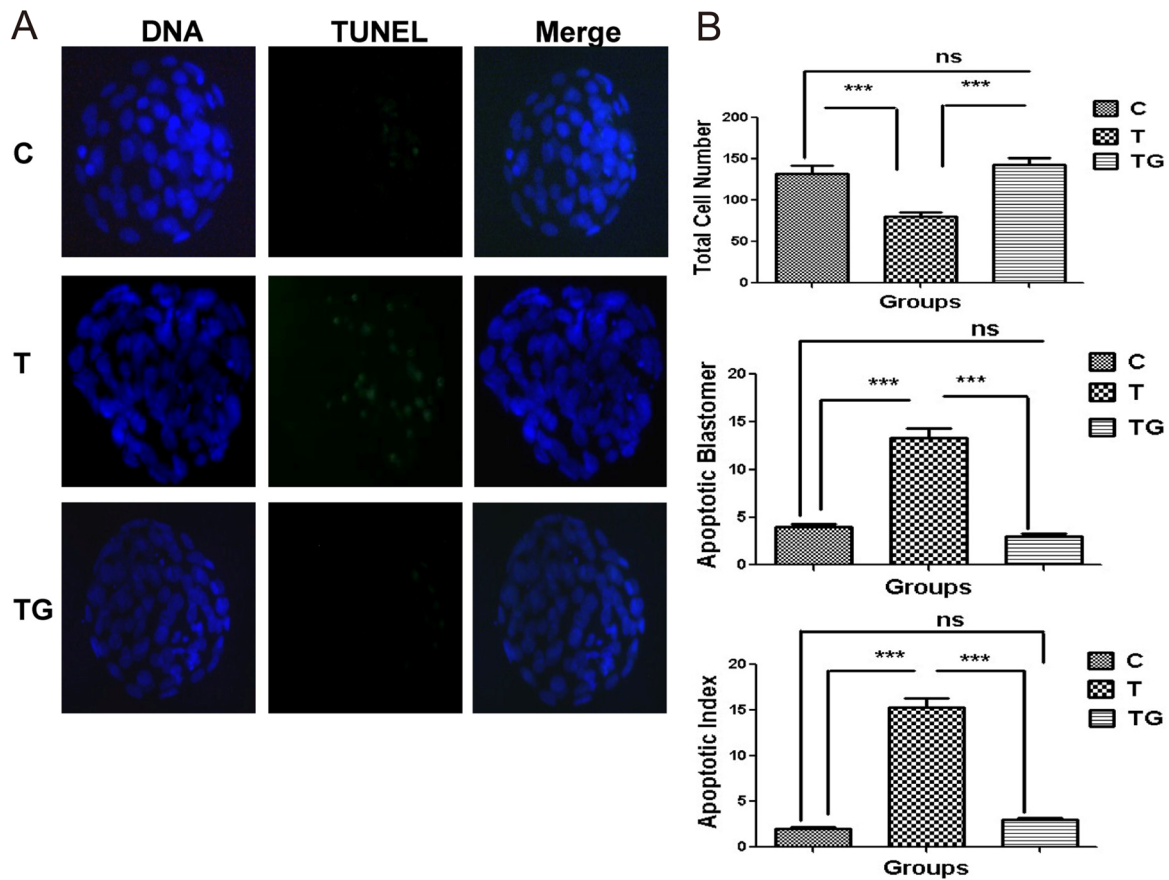 A
DNA TUNEL Merge
C
T
TG
B
ns
*** ***
200
150
100
50
0
Total Cell Number
Groups
C
T
TG
ns
*** ***
20
15
10
5
0
Apoptotic Blastomer
Groups
C
T
TG
ns
*** ***
20
15
10
5
0
Apoptotic Index
Groups
C
T
TG